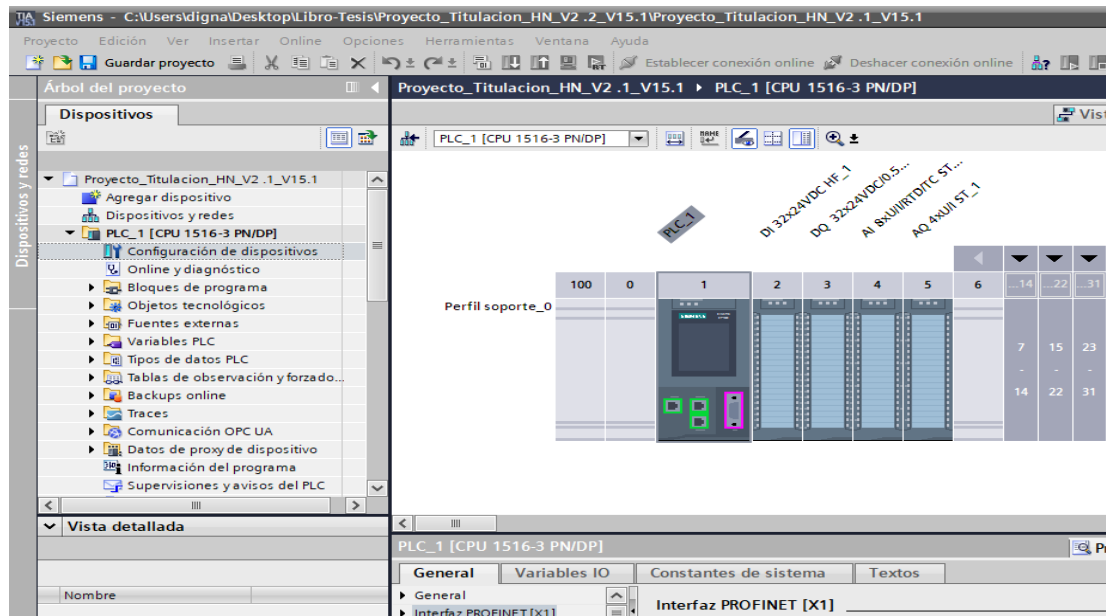 Siemens - C:\Users\digna\Desktop\Libro-Tesis\Proyecto_Titulacion_HN_V2 .2_V15.1\Proyecto_Titulacion_HN_V2 .1_V15.1
Proyecto Edición Ver Insertar Online Opciones Herramientas Ventana Ayuda
Guardar proyecto Establecer conexión online Deshacer conexión online
Árbol del proyecto
Dispositivos
Dispositivos y redes
Proyecto_Titulacion_HN_V2 .1_V15.1
Agregar dispositivo
Dispositivos y redes
PLC_1 [CPU 1516-3 PN/DP]
Configuración de dispositivos
Online y diagnóstico
Bloques de programa
Objetos tecnológicos
Fuentes externas
Variables PLC
Tipos de datos PLC
Tablas de observación y forzado...
Backups online
Traces
Comunicación OPC UA
Datos de proxy de dispositivo
Información del programa
Supervisiones y avisos del PLC
Vista detallada
Nombre
Proyecto_Titulacion_HN_V2 .1_V15.1 PLC_1 [CPU 1516-3 PN/DP]
Vist
PLC_1 [CPU 1516-3 PN/DP]
PLC_1
DI 32x24VDC HF_1
DQ 32x24VDC/0.5...
AI 8xU/I/RTD/TC ST...
AQ 4xU/I ST_1
100 0 1 2 3 4 5 6 ...14 ...22 ...31
Perfil soporte_0
SIEMENS
7 15 23
- - -
14 22 31
PLC_1 [CPU 1516-3 PN/DP]
General Variables IO Constantes de sistema Textos
General
Interfaz PROFINET [X1]
Interfaz PROFINET [X1]